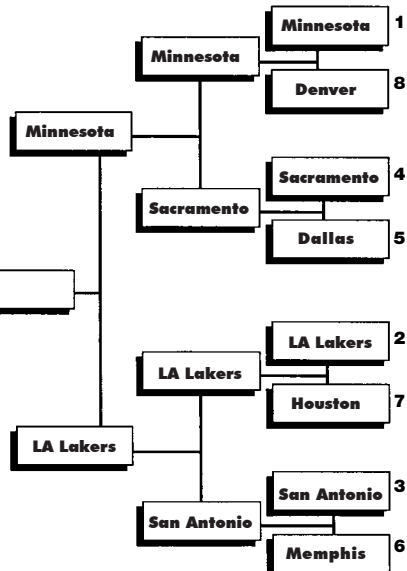 Minnesota 1
Minnesota
Denver 8
Minnesota
Sacramento 4
Sacramento
Dallas 5
LA Lakers 2
LA Lakers
Houston 7
LA Lakers
San Antonio 3
San Antonio
Memphis 6